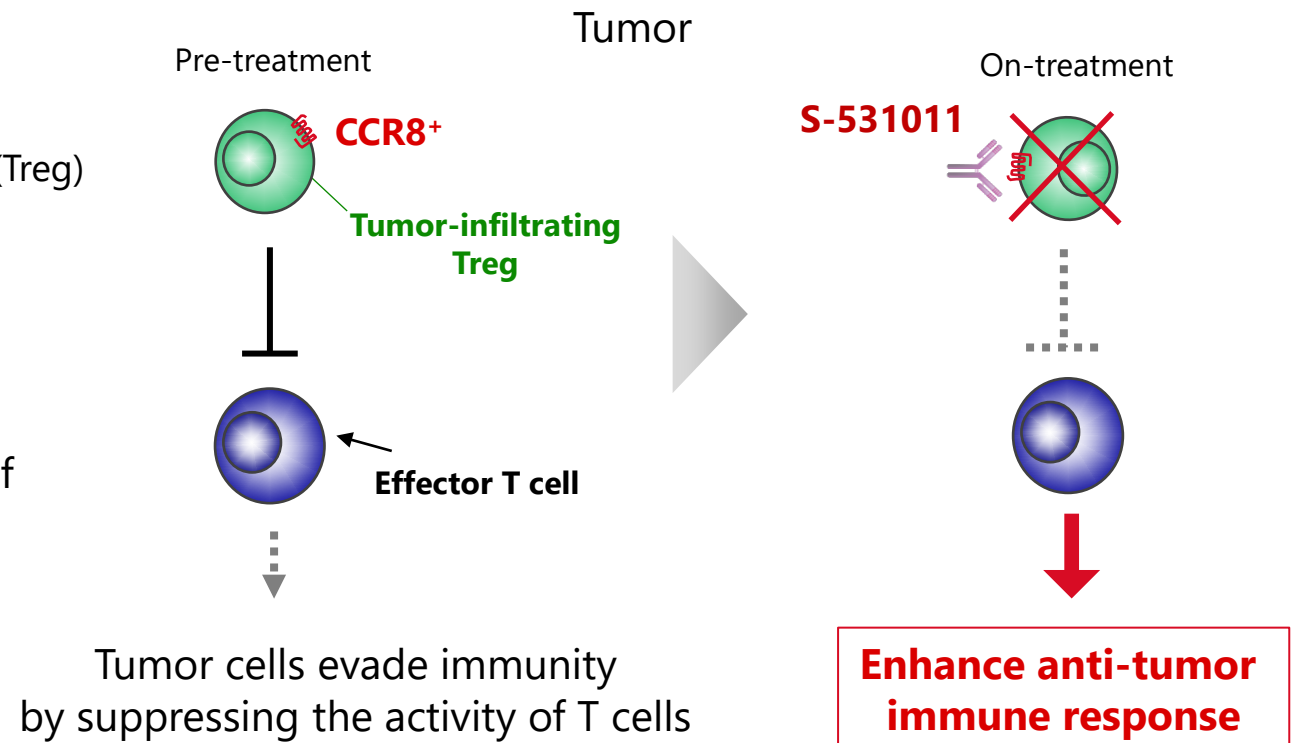 Tumor
Pre-treatment
On-treatment
S-531011
CCR8⁺
(Treg)
Tumor-infiltrating
Treg
f
Effector T cell
Tumor cells evade immunity
by suppressing the activity of T cells
Enhance anti-tumor
immune response